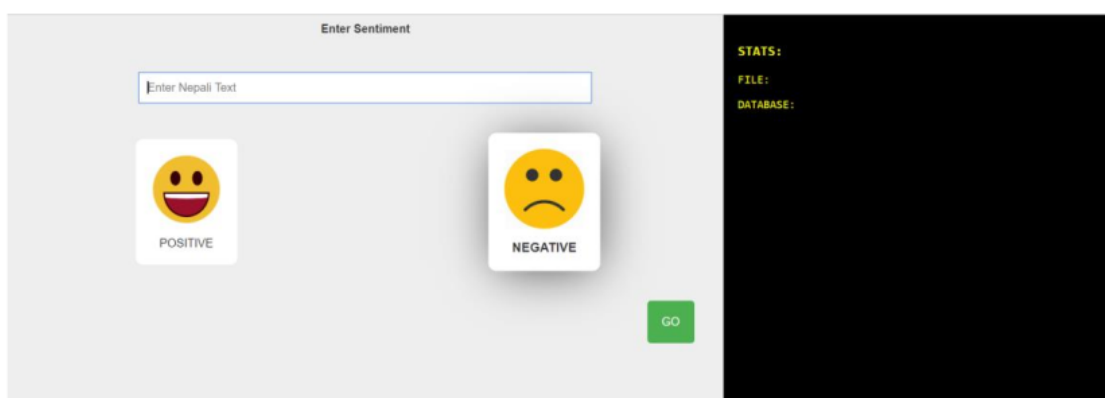 Enter Sentiment
Enter Nepali Text
POSITIVE
NEGATIVE
GO
STATS:
FILE:
DATABASE: